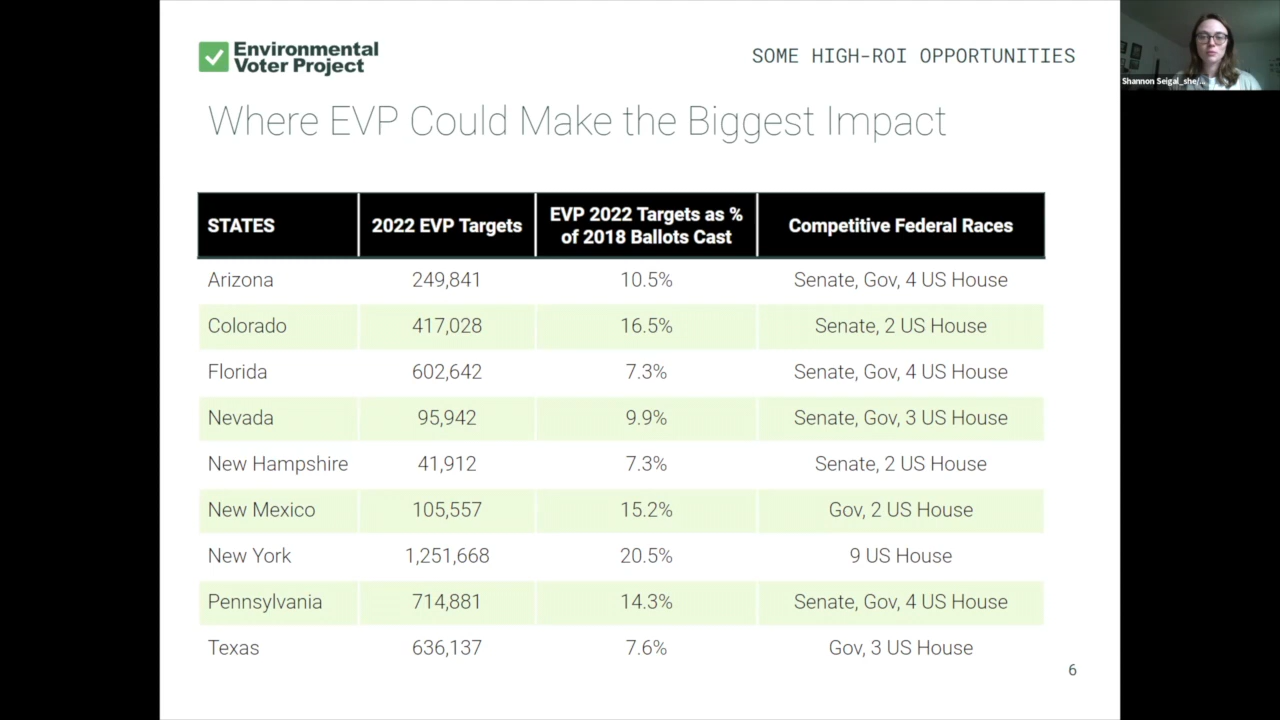 Environmental
Voter Project
SOME HIGH-ROI OPPORTUNITIES
Where EVP Could Make the Biggest Impact
STATES 2022 EVP Targets EVP 2022 Targets as % of 2018 Ballots Cast Competitive Federal Races
Arizona 249,841 10.5% Senate, Gov, 4 US House
Colorado 417,028 16.5% Senate, 2 US House
Florida 602,642 7.3% Senate, Gov, 4 US House
Nevada 95,942 9.9% Senate, Gov, 3 US House
New Hampshire 41,912 7.3% Senate, 2 US House
New Mexico 105,557 15.2% Gov, 2 US House
New York 1,251,668 20.5% 9 US House
Pennsylvania 714,881 14.3% Senate, Gov, 4 US House
Texas 636,137 7.6% Gov, 3 US House
6
Shannon Seigal_she/...